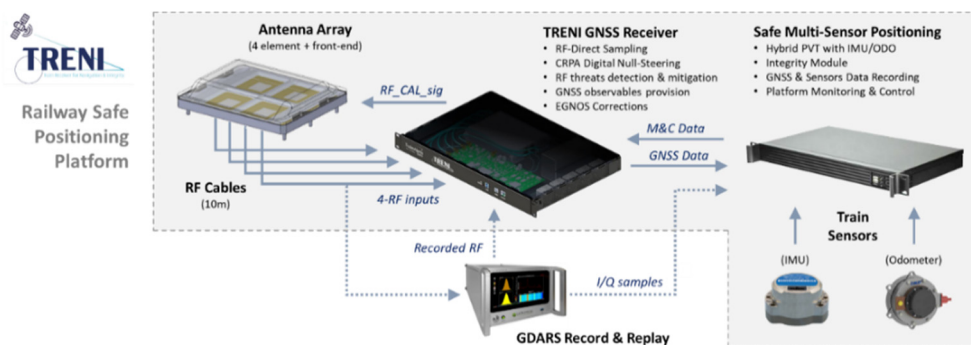 TRENI
Railway Safe
Positioning
Platform
Antenna Array
(4 element + front-end)
RF_CAL_sig
RF Cables
(10m)
4-RF inputs
TRENI GNSS Receiver
• RF-Direct Sampling
• CRPA Digital Null-Steering
• RF threats detection & mitigation
• GNSS observables provision
• EGNOS Corrections
Safe Multi-Sensor Positioning
• Hybrid PVT with IMU/ODO
• Integrity Module
• GNSS & Sensors Data Recording
• Platform Monitoring & Control
M&C Data
GNSS Data
Recorded RF
I/Q samples
GDARS Record & Replay
Train
Sensors
(IMU)
(Odometer)
TRENI